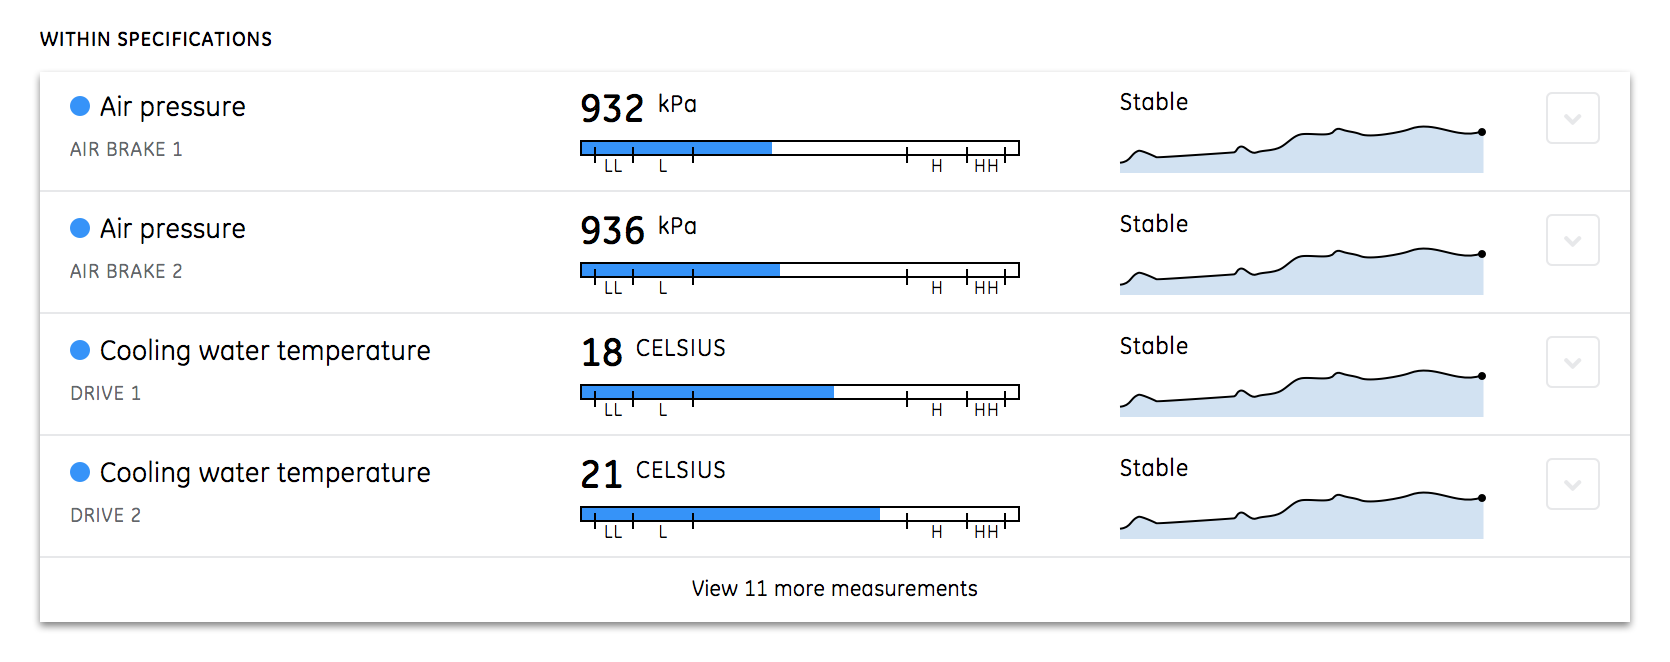 WITHIN SPECIFICATIONS
Air pressure
AIR BRAKE 1
932 kPa
LL L H HH
Stable
Air pressure
AIR BRAKE 2
936 kPa
LL L H HH
Stable
Cooling water temperature
DRIVE 1
18 CELSIUS
LL L H HH
Stable
Cooling water temperature
DRIVE 2
21 CELSIUS
LL L H HH
Stable
View 11 more measurements